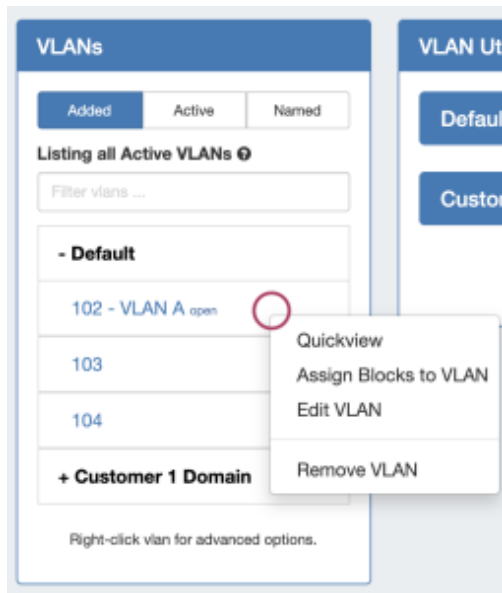 VLANs
Added Active Named
Listing all Active VLANs
Filter vlans ...
- Default
102 - VLAN A open
103
104
+ Customer 1 Domain
Right-click vlan for advanced options.
Quickview
Assign Blocks to VLAN
Edit VLAN
Remove VLAN
VLAN Ut
Defaul
Custo